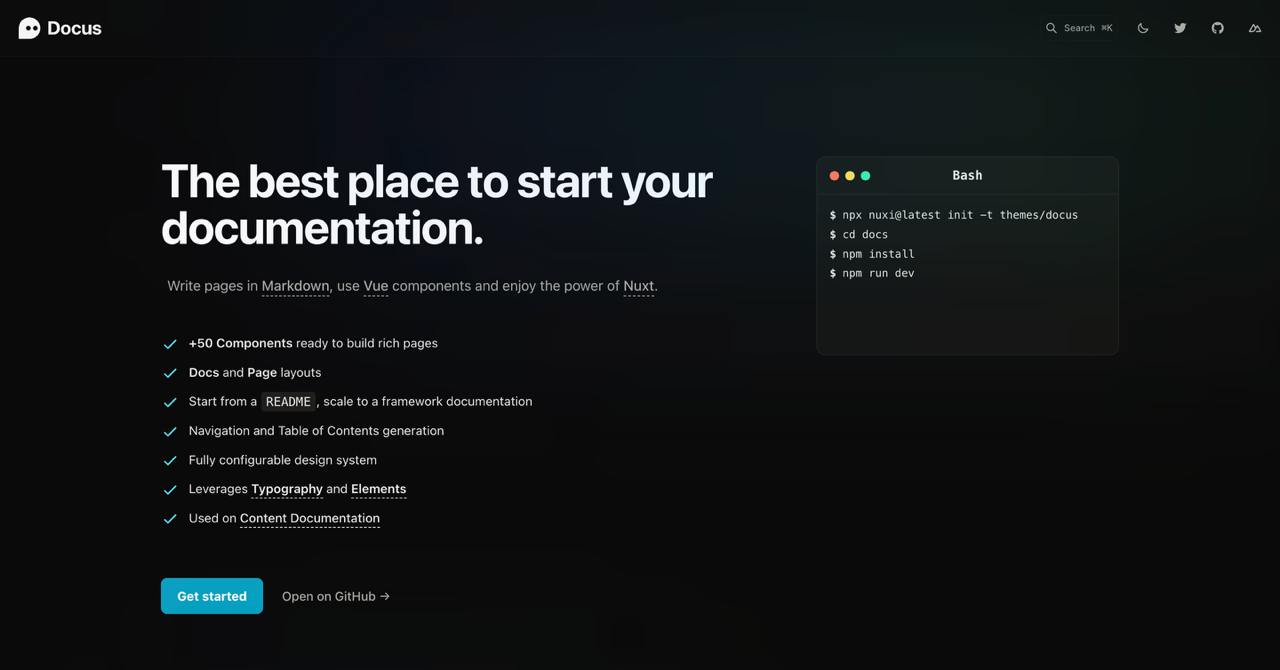 Docus
Search ⌘K
The best place to start your
documentation.
Write pages in Markdown, use Vue components and enjoy the power of Nuxt.
+50 Components ready to build rich pages
Docs and Page layouts
Start from a README, scale to a framework documentation
Navigation and Table of Contents generation
Fully configurable design system
Leverages Typography and Elements
Used on Content Documentation
Get started
Open on GitHub →
Bash
$ npx nuxi@latest init -t themes/docus
$ cd docs
$ npm install
$ npm run dev